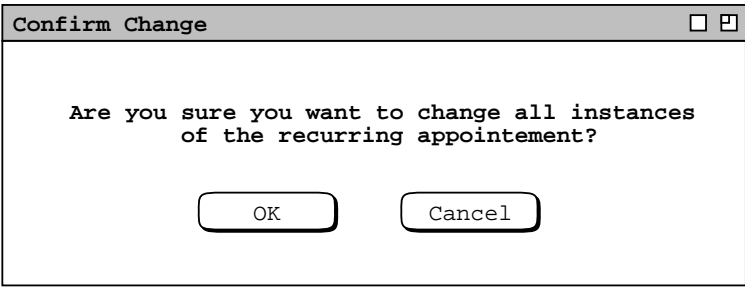 Confirm Change
Are you sure you want to change all instances
of the recurring appointement?
OK
Cancel